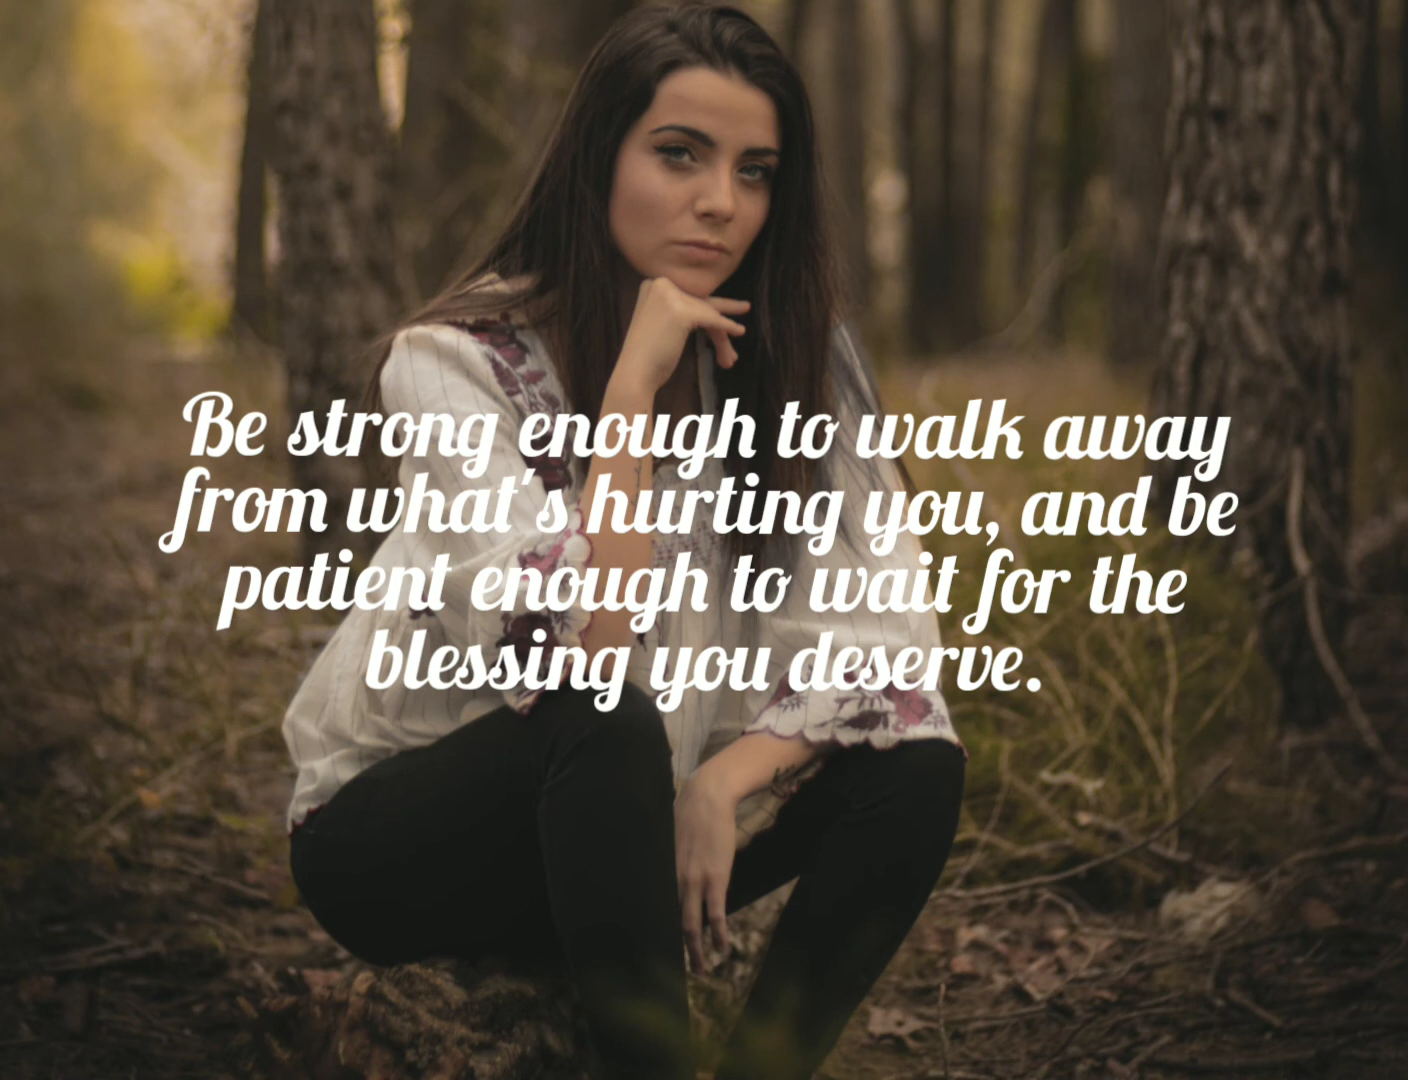 Be strong enough to walk away
from what's hurting you, and be
patient enough to wait for the
blessing you deserve.